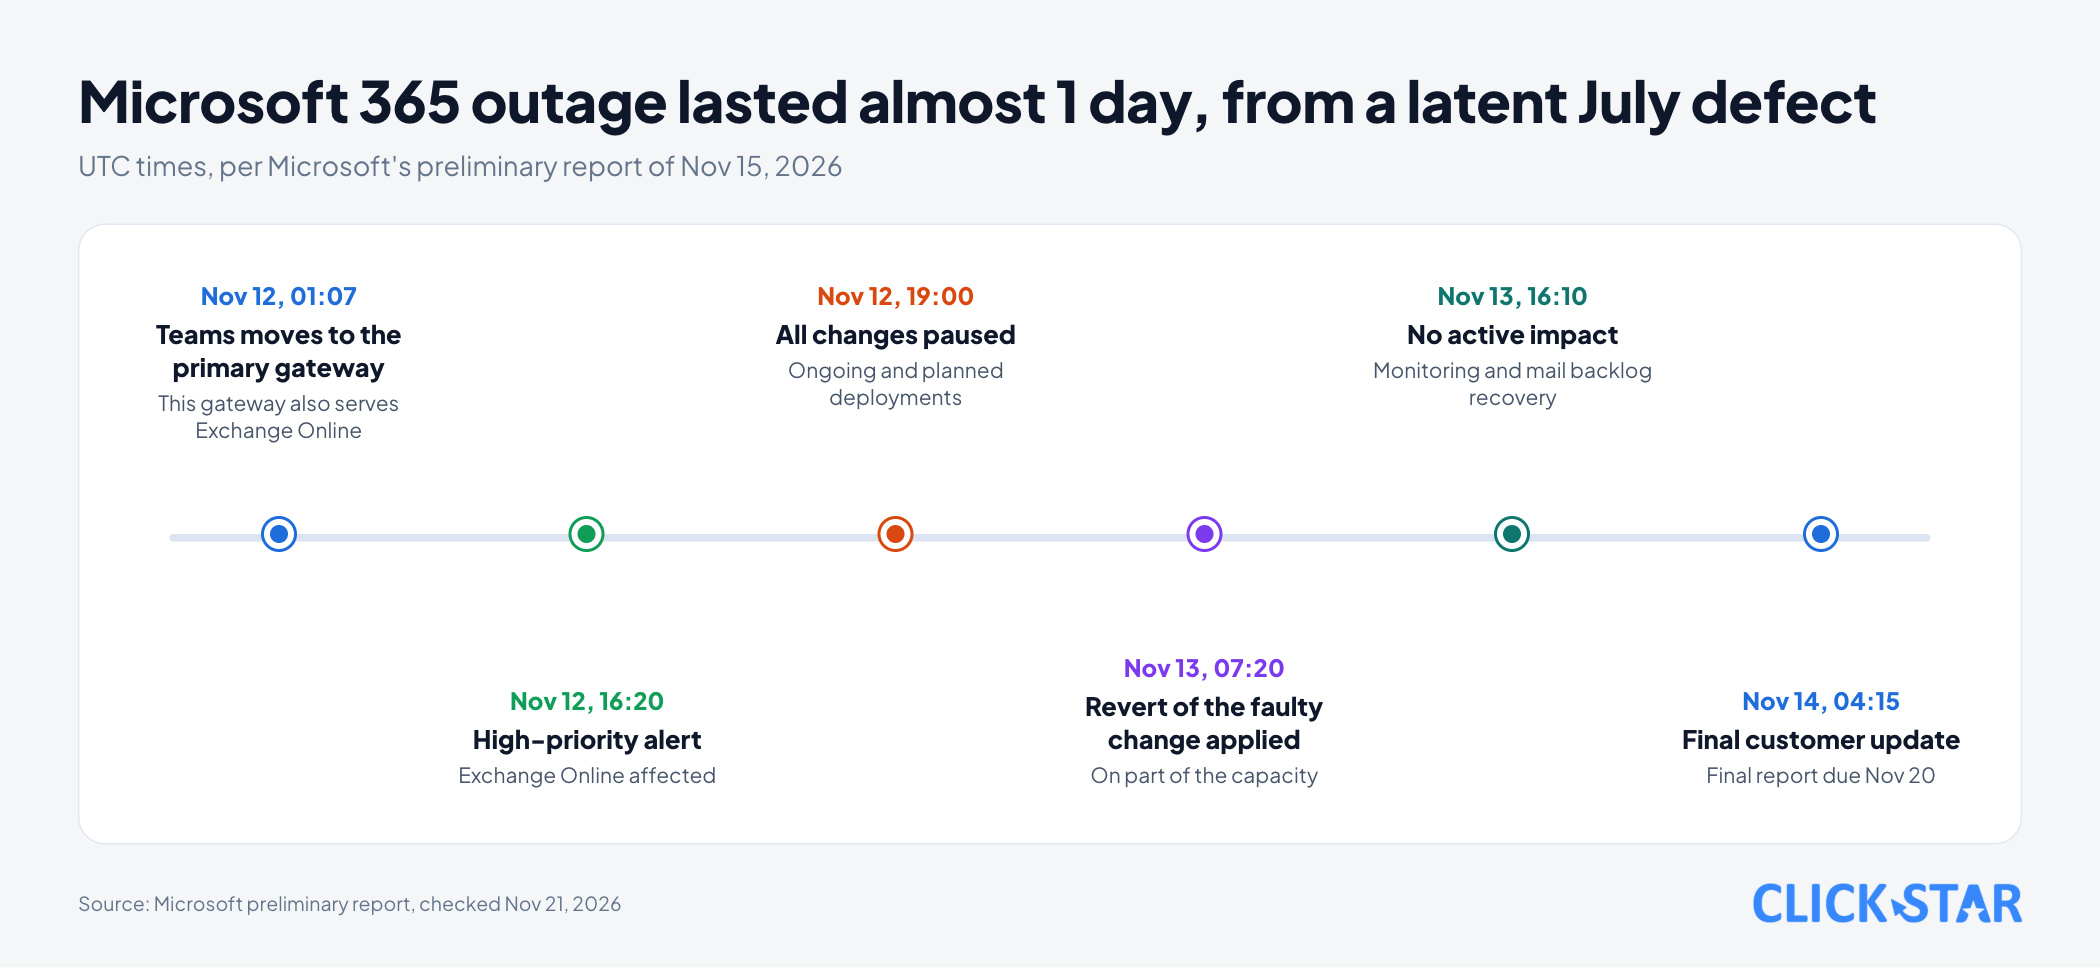 Microsoft 365 outage lasted almost 1 day, from a latent July defect
UTC times, per Microsoft's preliminary report of Nov 15, 2026
Nov 12, 01:07
Teams moves to the
primary gateway
This gateway also serves
Exchange Online
Nov 12, 16:20
High-priority alert
Exchange Online affected
Nov 12, 19:00
All changes paused
Ongoing and planned
deployments
Nov 13, 07:20
Revert of the faulty
change applied
On part of the capacity
Nov 13, 16:10
No active impact
Monitoring and mail backlog
recovery
Nov 14, 04:15
Final customer update
Final report due Nov 20
Source: Microsoft preliminary report, checked Nov 21, 2026
CLICKSTAR